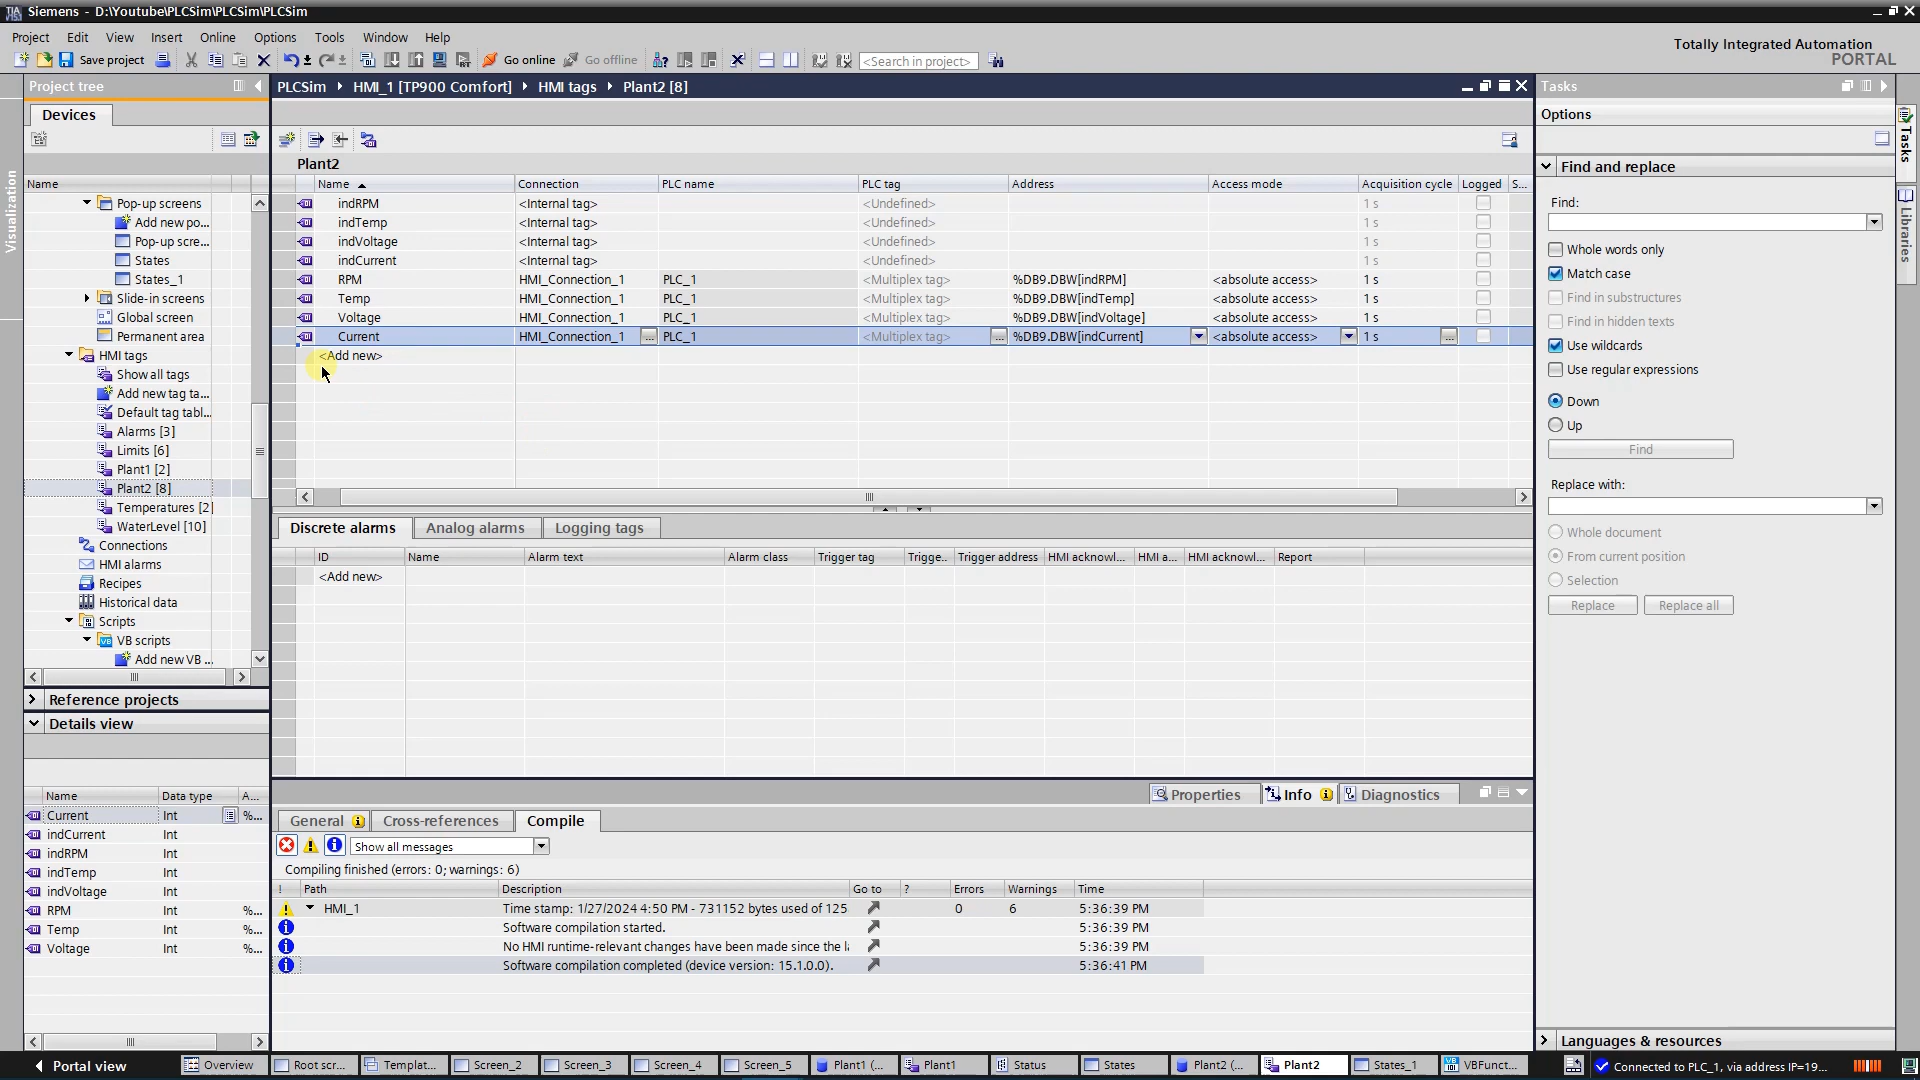 Siemens - D:\Youtube\PLCSim\PLCSim\PLCSim
Project Edit View Insert Online Options Tools Window Help
Totally Integrated Automation
PORTAL
Save project Go online Go offline <Search in project>
Project tree
PLCSim HMI_1 [TP900 Comfort] HMI tags Plant2 [8]
Tasks
Devices
Options
Visualization
Tasks
Libraries
Plant2
Find and replace
Name
Name Connection PLC name PLC tag Address Access mode Acquisition cycle Logged S...
indRPM <Internal tag> <Undefined> 1 s
indTemp <Internal tag> <Undefined> 1 s
indVoltage <Internal tag> <Undefined> 1 s
indCurrent <Internal tag> <Undefined> 1 s
RPM HMI_Connection_1 PLC_1 <Multiplex tag> %DB9.DBW[indRPM] <absolute access> 1 s
Temp HMI_Connection_1 PLC_1 <Multiplex tag> %DB9.DBW[indTemp] <absolute access> 1 s
Voltage HMI_Connection_1 PLC_1 <Multiplex tag> %DB9.DBW[indVoltage] <absolute access> 1 s
Current HMI_Connection_1 ... PLC_1 <Multiplex tag> ... %DB9.DBW[indCurrent] <absolute access> 1 s ...
<Add new>
Pop-up screens
Add new po...
Pop-up scre...
States
States_1
Slide-in screens
Global screen
Permanent area
HMI tags
Show all tags
Add new tag ta...
Default tag tabl...
Alarms [3]
Limits [6]
Plant1 [2]
Plant2 [8]
Temperatures [2]
WaterLevel [10]
Connections
HMI alarms
Recipes
Historical data
Scripts
VB scripts
Add new VB ...
Find:
Whole words only
Match case
Find in substructures
Find in hidden texts
Use wildcards
Use regular expressions
Down
Up
Find
Replace with:
Whole document
From current position
Selection
Replace Replace all
Discrete alarms Analog alarms Logging tags
ID Name Alarm text Alarm class Trigger tag Trigge.. Trigger address HMI acknowl... HMI a... HMI acknowl... Report
<Add new>
Reference projects
Details view
Name Data type A...
Current Int %...
indCurrent Int
indRPM Int
indTemp Int
indVoltage Int
RPM Int %...
Temp Int %...
Voltage Int %...
Properties Info Diagnostics
General Cross-references Compile
Show all messages
Compiling finished (errors: 0; warnings: 6)
! Path Description Go to ? Errors Warnings Time
HMI_1 Time stamp: 1/27/2024 4:50 PM - 731152 bytes used of 125 0 6 5:36:39 PM
Software compilation started. 5:36:39 PM
No HMI runtime-relevant changes have been made since the l 5:36:39 PM
Software compilation completed (device version: 15.1.0.0). 5:36:41 PM
Languages & resources
Portal view Overview Root scr... Templat... Screen_2 Screen_3 Screen_4 Screen_5 Plant1 (... Plant1 Status States Plant2 (... Plant2 States_1 VBFunct... Connected to PLC_1, via address IP=19...